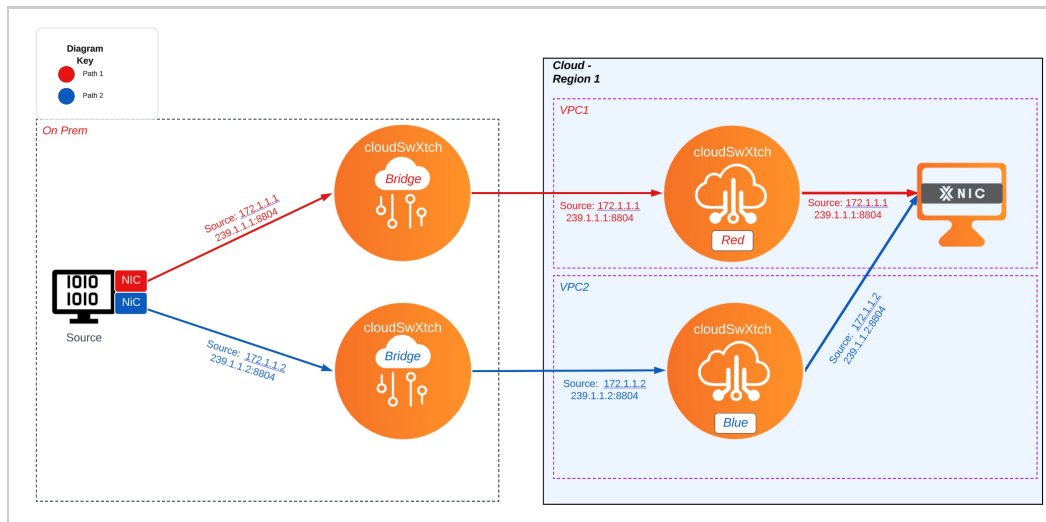 Diagram
Key
Path 1
Path 2
On Prem
Source: 172.1.1.1
239.1.1.1:8804
cloudSwXtch
Bridge
NIC
NiC
Source
Source: 172.1.1.2
239.1.1.2:8804
cloudSwXtch
Bridge
Cloud -
Region 1
VPC1
Source: 172.1.1.1
239.1.1.1:8804
cloudSwXtch
Red
Source: 172.1.1.1
239.1.1.1:8804
NIC
VPC2
Source: 172.1.1.2
239.1.1.2:8804
cloudSwXtch
Blue
Source: 172.1.1.2
239.1.1.2:8804